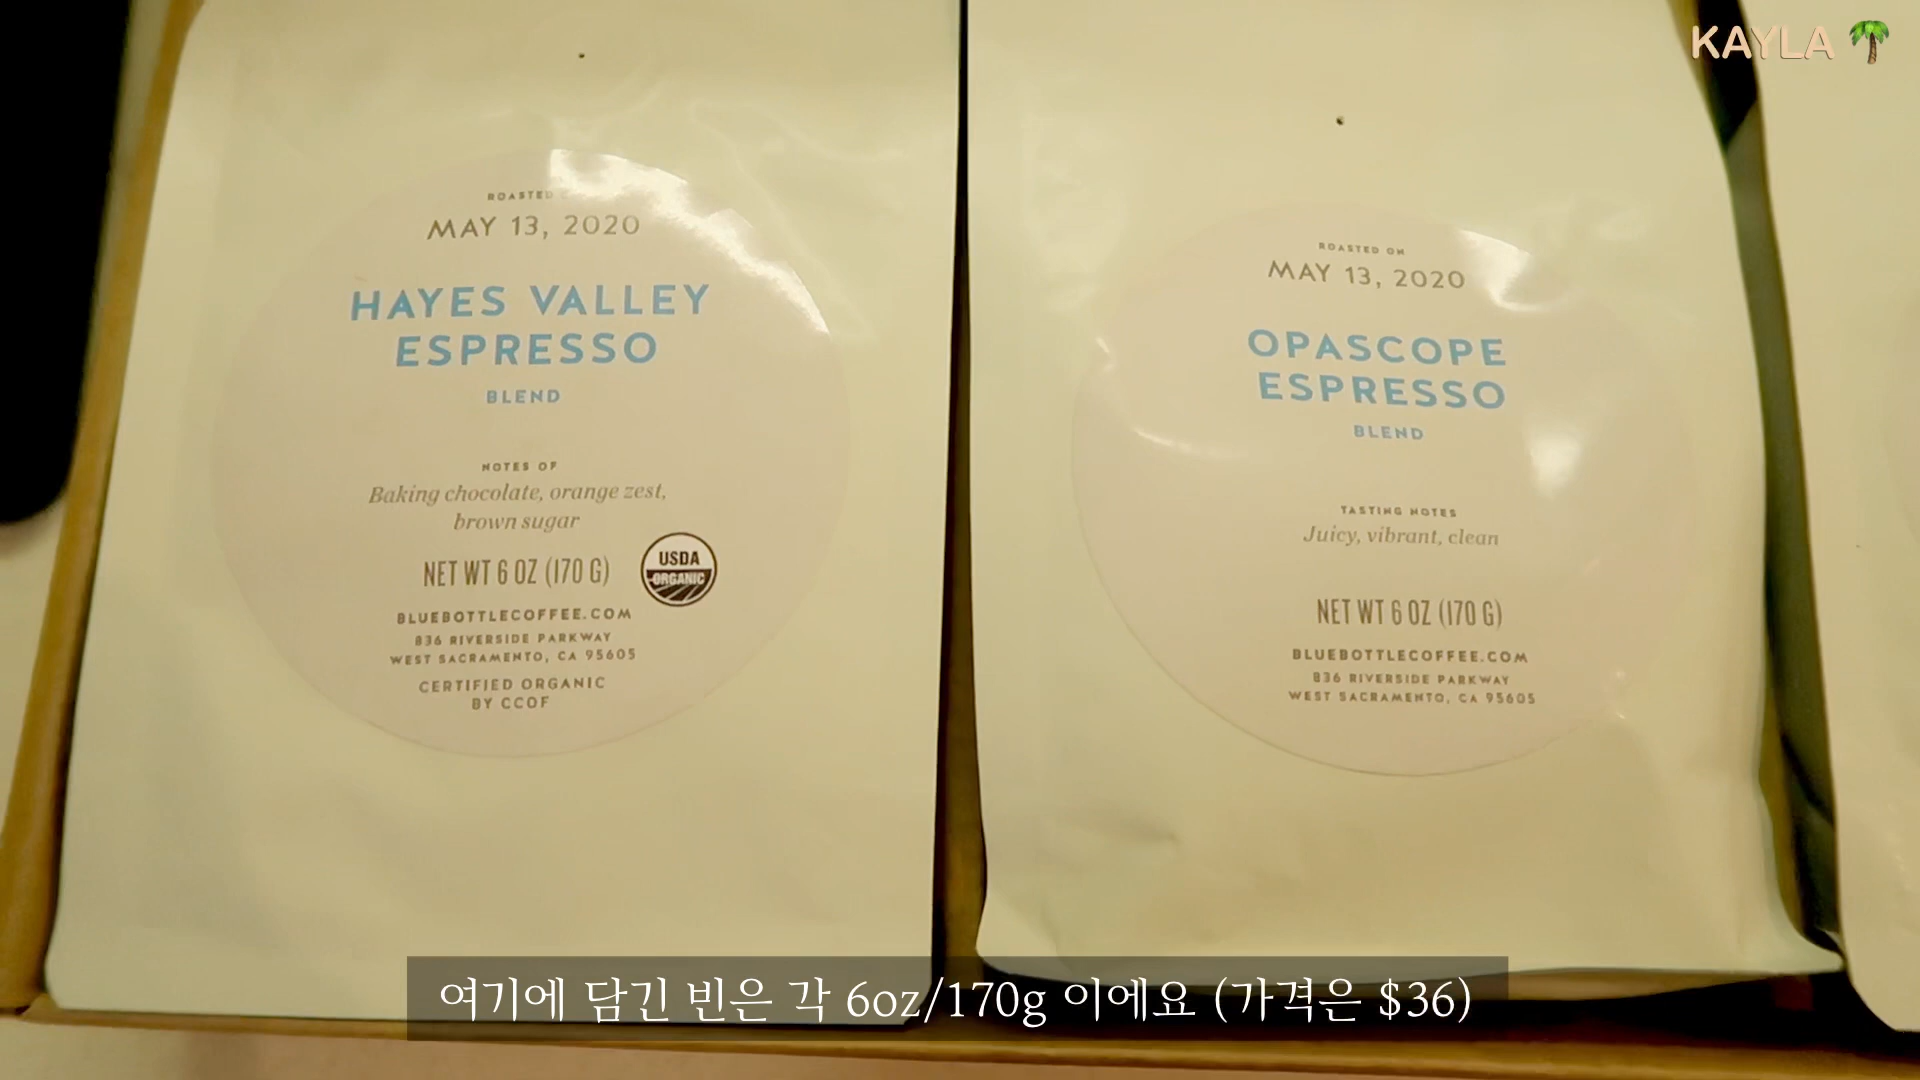 KAYLA
ROASTED
MAY 13, 2020
HAYES VALLEY
ESPRESSO
BLEND
NOTES OF
Baking chocolate, orange zest,
brown sugar
NET WT 6 OZ (170 G)
USDA
ORGANIC
BLUEBOTTLECOFFEE.COM
836 RIVERSIDE PARKWAY
WEST SACRAMENTO, CA 95605
CERTIFIED ORGANIC
BY CCOF
ROASTED ON
MAY 13, 2020
OPASCOPE
ESPRESSO
BLEND
TASTING NOTES
Juicy, vibrant, clean
NET WT 6 OZ (170 G)
BLUEBOTTLECOFFEE.COM
836 RIVERSIDE PARKWAY
WEST SACRAMENTO, CA 95605
여기에 담긴 빈은 각 6oz/170g 이에요 (가격은 $36)